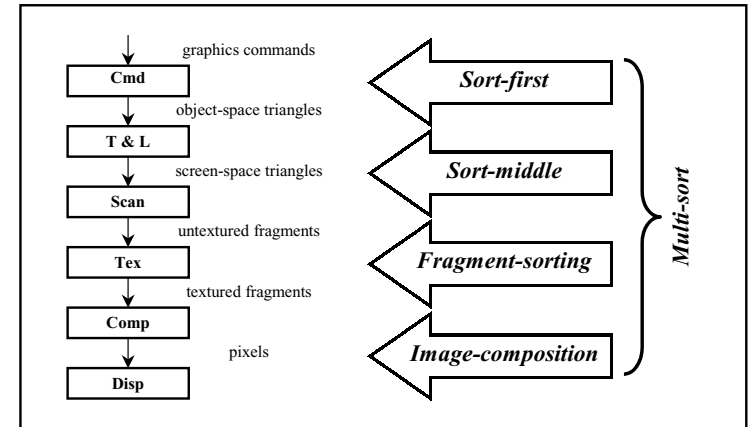 graphics commands
Cmd
object-space triangles
T & L
screen-space triangles
Scan
untextured fragments
Tex
textured fragments
Comp
pixels
Disp
Sort-first
Sort-middle
Fragment-sorting
Image-composition
Multi-sort